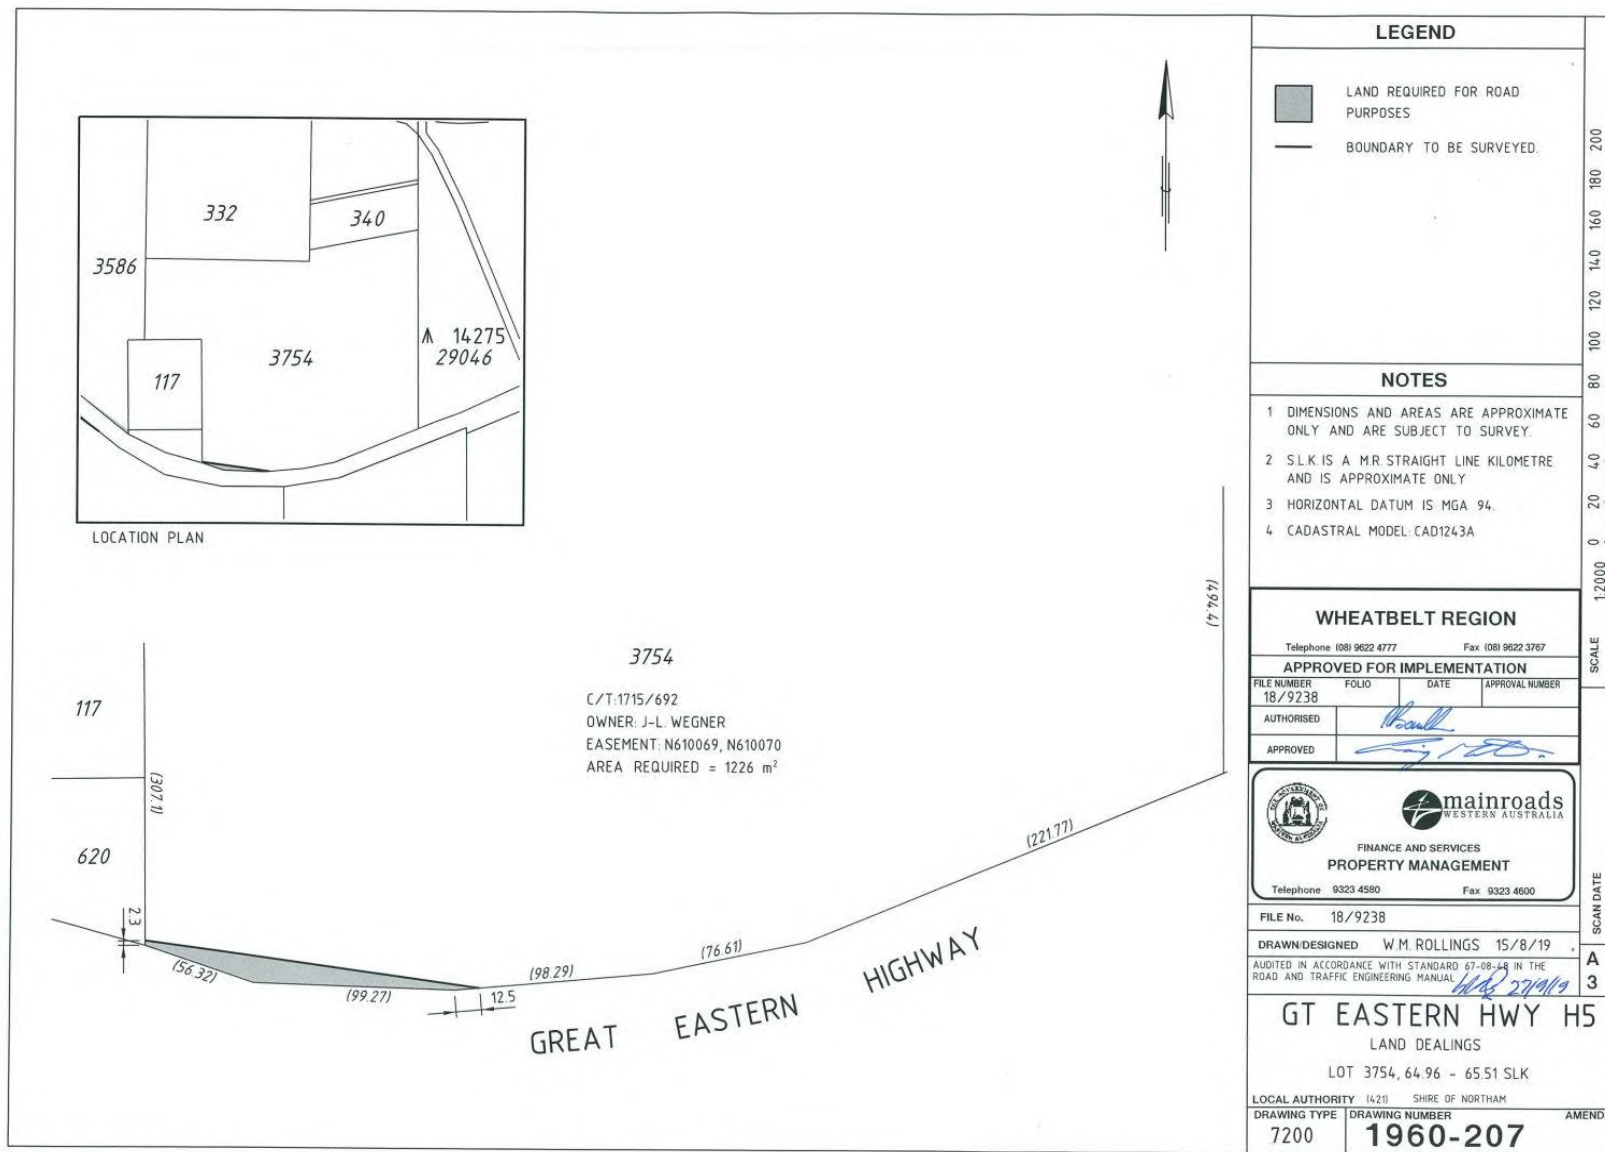 332
340
3586
14275
29046
3754
117
LOCATION PLAN
3754
C/T:1715/692
OWNER: J-L. WEGNER
EASEMENT: N610069, N610070
AREA REQUIRED = 1226 m²
117
620
(307.1)
2.3
(56.32)
(99.27)
12.5
(98.29)
(76.61)
(221.77)
(494.4)
GREAT EASTERN HIGHWAY
LEGEND
LAND REQUIRED FOR ROAD
PURPOSES
BOUNDARY TO BE SURVEYED.
NOTES
1 DIMENSIONS AND AREAS ARE APPROXIMATE
ONLY AND ARE SUBJECT TO SURVEY.
2 S.L.K. IS A M.R. STRAIGHT LINE KILOMETRE
AND IS APPROXIMATE ONLY
3 HORIZONTAL DATUM IS MGA 94.
4 CADASTRAL MODEL: CAD1243A
WHEATBELT REGION
Telephone (08) 9622 4777 Fax (08) 9622 3767
APPROVED FOR IMPLEMENTATION
FILE NUMBER FOLIO DATE APPROVAL NUMBER
18/9238
AUTHORISED
APPROVED
mainroads
WESTERN AUSTRALIA
FINANCE AND SERVICES
PROPERTY MANAGEMENT
Telephone 9323 4580 Fax 9323 4600
FILE No. 18/9238
DRAWN/DESIGNED W.M. ROLLINGS 15/8/19
AUDITED IN ACCORDANCE WITH STANDARD 67-08-48 IN THE
ROAD AND TRAFFIC ENGINEERING MANUAL 27/9/19
GT EASTERN HWY H5
LAND DEALINGS
LOT 3754, 64.96 - 65.51 SLK
LOCAL AUTHORITY (421) SHIRE OF NORTHAM
DRAWING TYPE DRAWING NUMBER AMEND
7200 1960-207
SCALE 1:2000 0 20 40 60 80 100 120 140 160 180 200
SCAN DATE
A
3